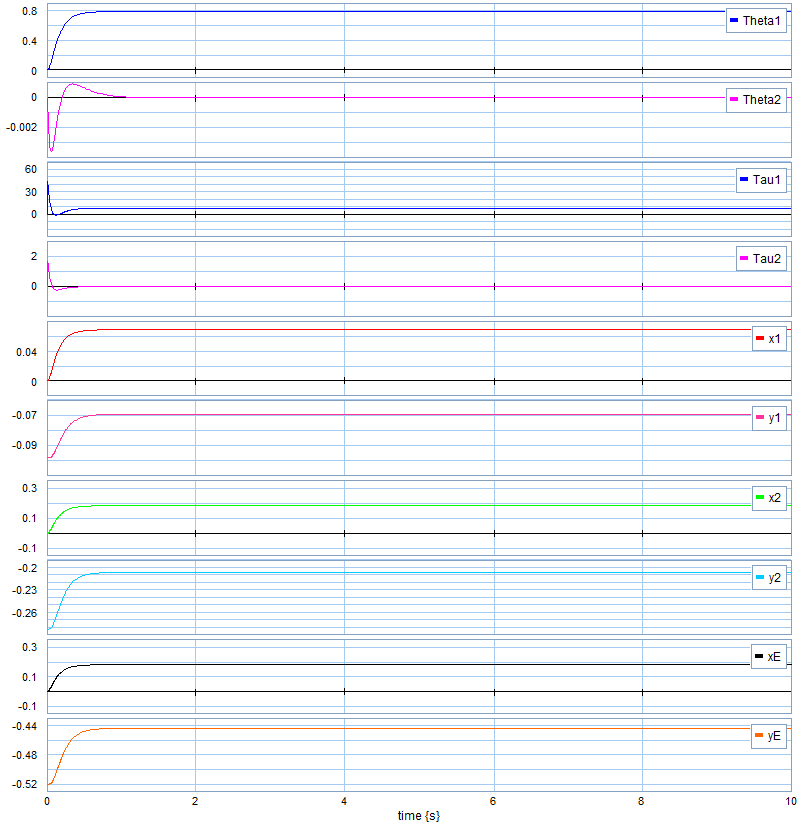 0.8
Theta1
0.4
0
0
Theta2
-0.002
60
Tau1
30
0
2
Tau2
0
x1
0.04
0
-0.07
y1
-0.09
0.3
x2
0.1
-0.1
-0.2
y2
-0.23
-0.26
0.3
xE
0.1
-0.1
-0.44
yE
-0.48
-0.52
0 2 4 6 8 10
time {s}